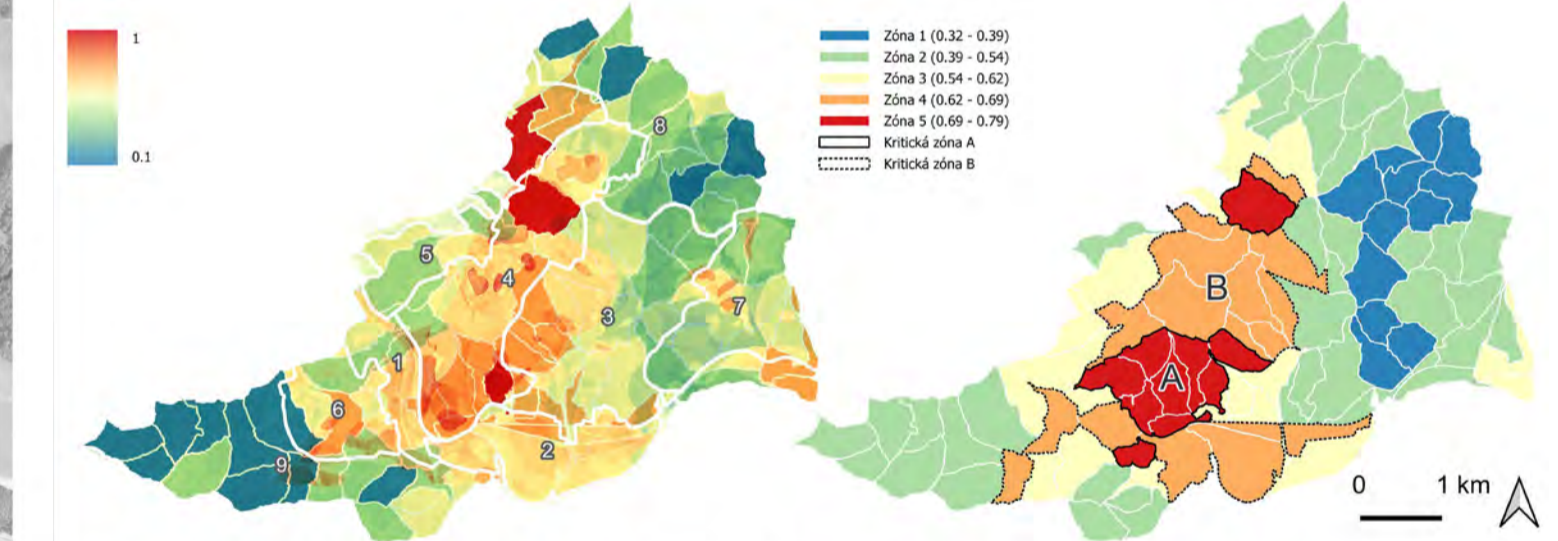 1
0.1
8
5
4
3
7
1
6
2
9
Zóna 1 (0.32 - 0.39)
Zóna 2 (0.39 - 0.54)
Zóna 3 (0.54 - 0.62)
Zóna 4 (0.62 - 0.69)
Zóna 5 (0.69 - 0.79)
Kritická zóna A
Kritická zóna B
B
A
0 1 km